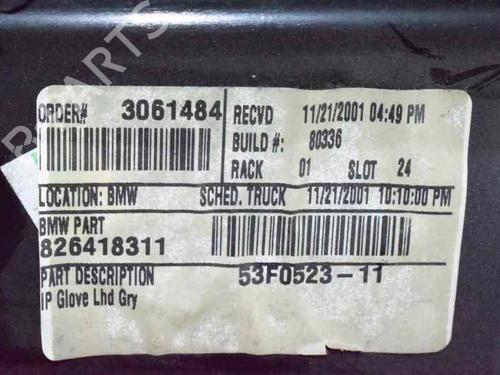 PARTS
ORDER# 3061484
RECVD 11/21/2001 04:49 PM
BUILD #: 80336
RACK 01 SLOT 24
LOCATION: BMW SCHED. TRUCK 11/21/2001 10:10:00 PM
BMW PART
826418311
PART DESCRIPTION 53F0523-11
IP Glove Lhd Gry